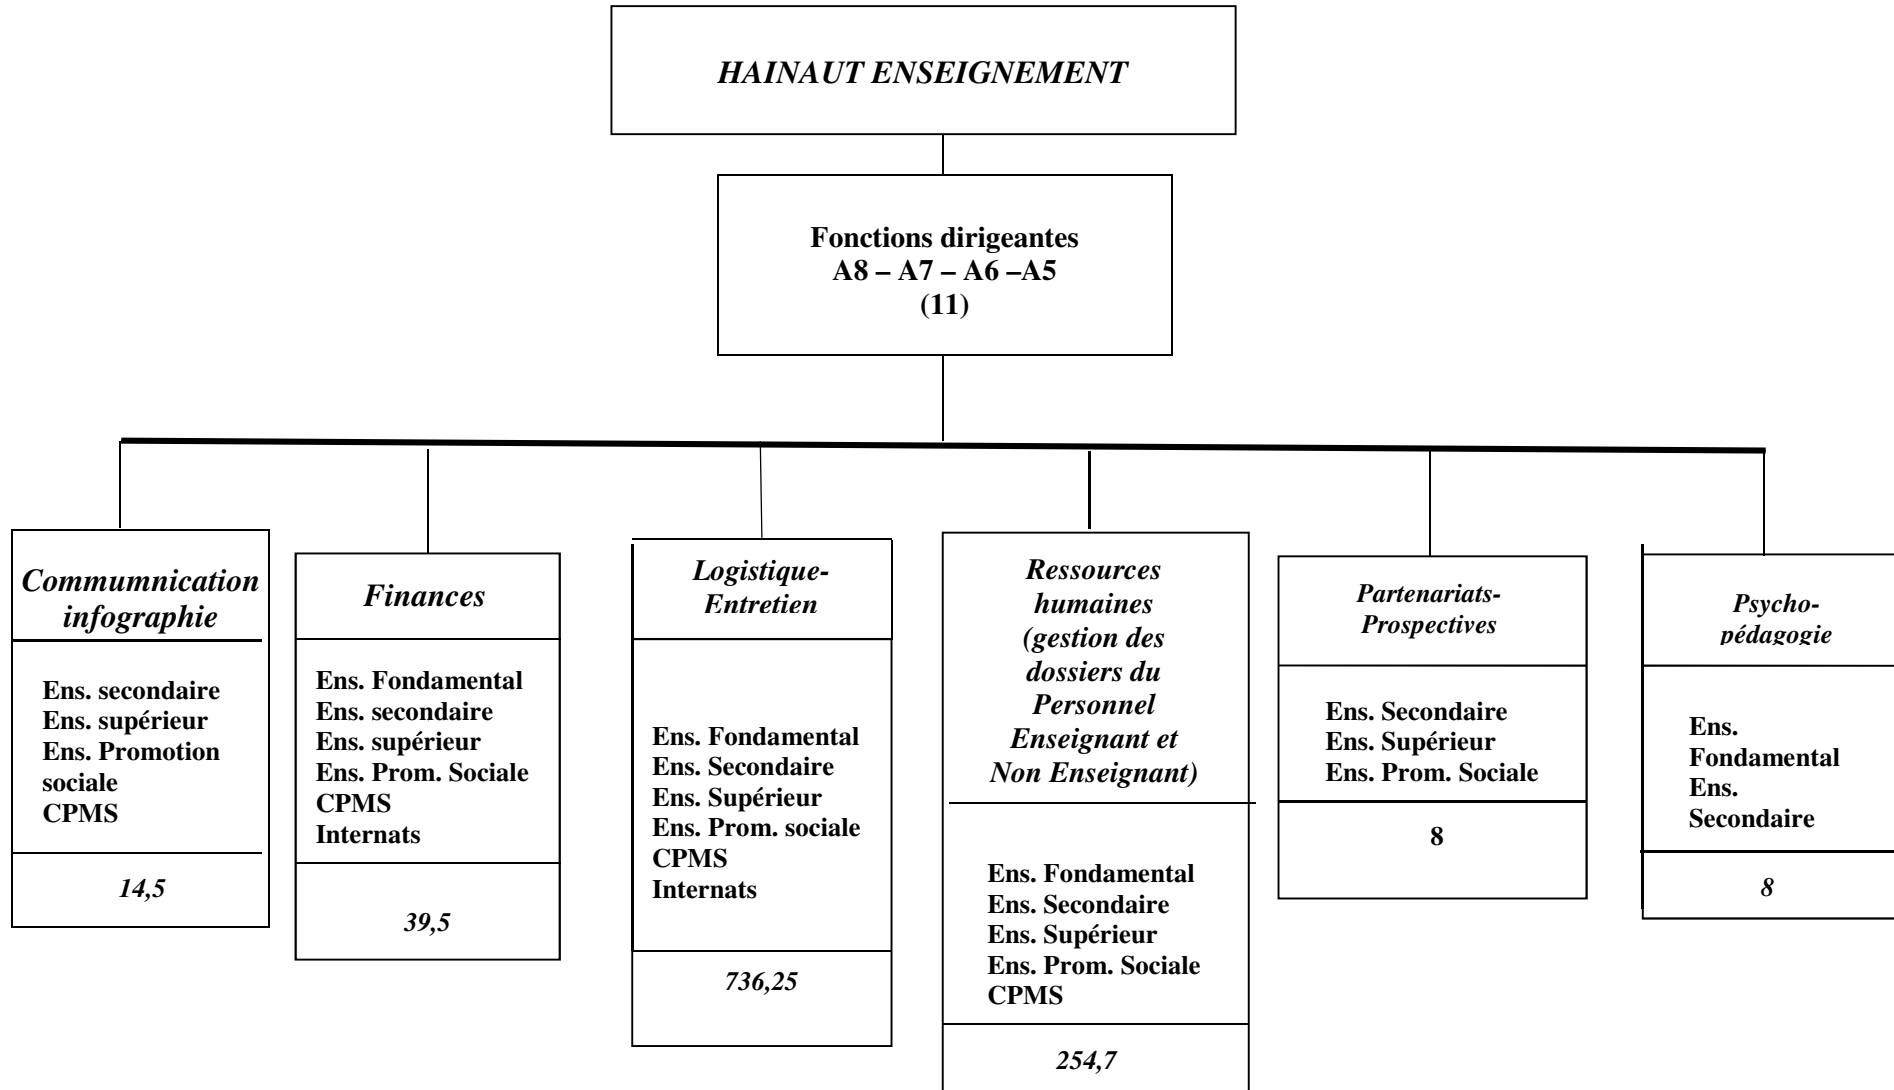 HAINAUT ENSEIGNEMENT
Fonctions dirigeantes
A8 – A7 – A6 –A5
(11)
Commumnication
infographie
Ens. secondaire
Ens. supérieur
Ens. Promotion
sociale
CPMS
14,5
Finances
Ens. Fondamental
Ens. secondaire
Ens. supérieur
Ens. Prom. Sociale
CPMS
Internats
39,5
Logistique-
Entretien
Ens. Fondamental
Ens. Secondaire
Ens. Supérieur
Ens. Prom. sociale
CPMS
Internats
736,25
Ressources
humaines
(gestion des
dossiers du
Personnel
Enseignant et
Non Enseignant)
Ens. Fondamental
Ens. Secondaire
Ens. Supérieur
Ens. Prom. Sociale
CPMS
254,7
Partenariats-
Prospectives
Ens. Secondaire
Ens. Supérieur
Ens. Prom. Sociale
8
Psycho-
pédagogie
Ens.
Fondamental
Ens.
Secondaire
8